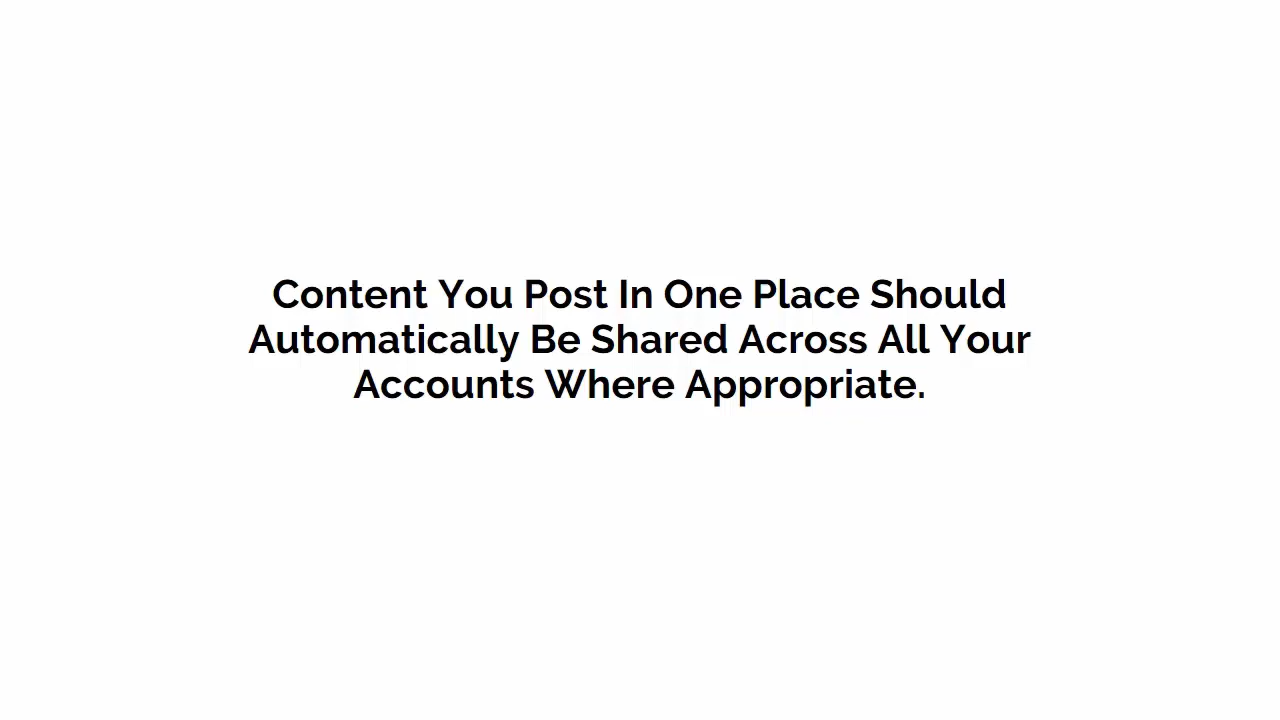 Content You Post In One Place Should
Automatically Be Shared Across All Your
Accounts Where Appropriate.